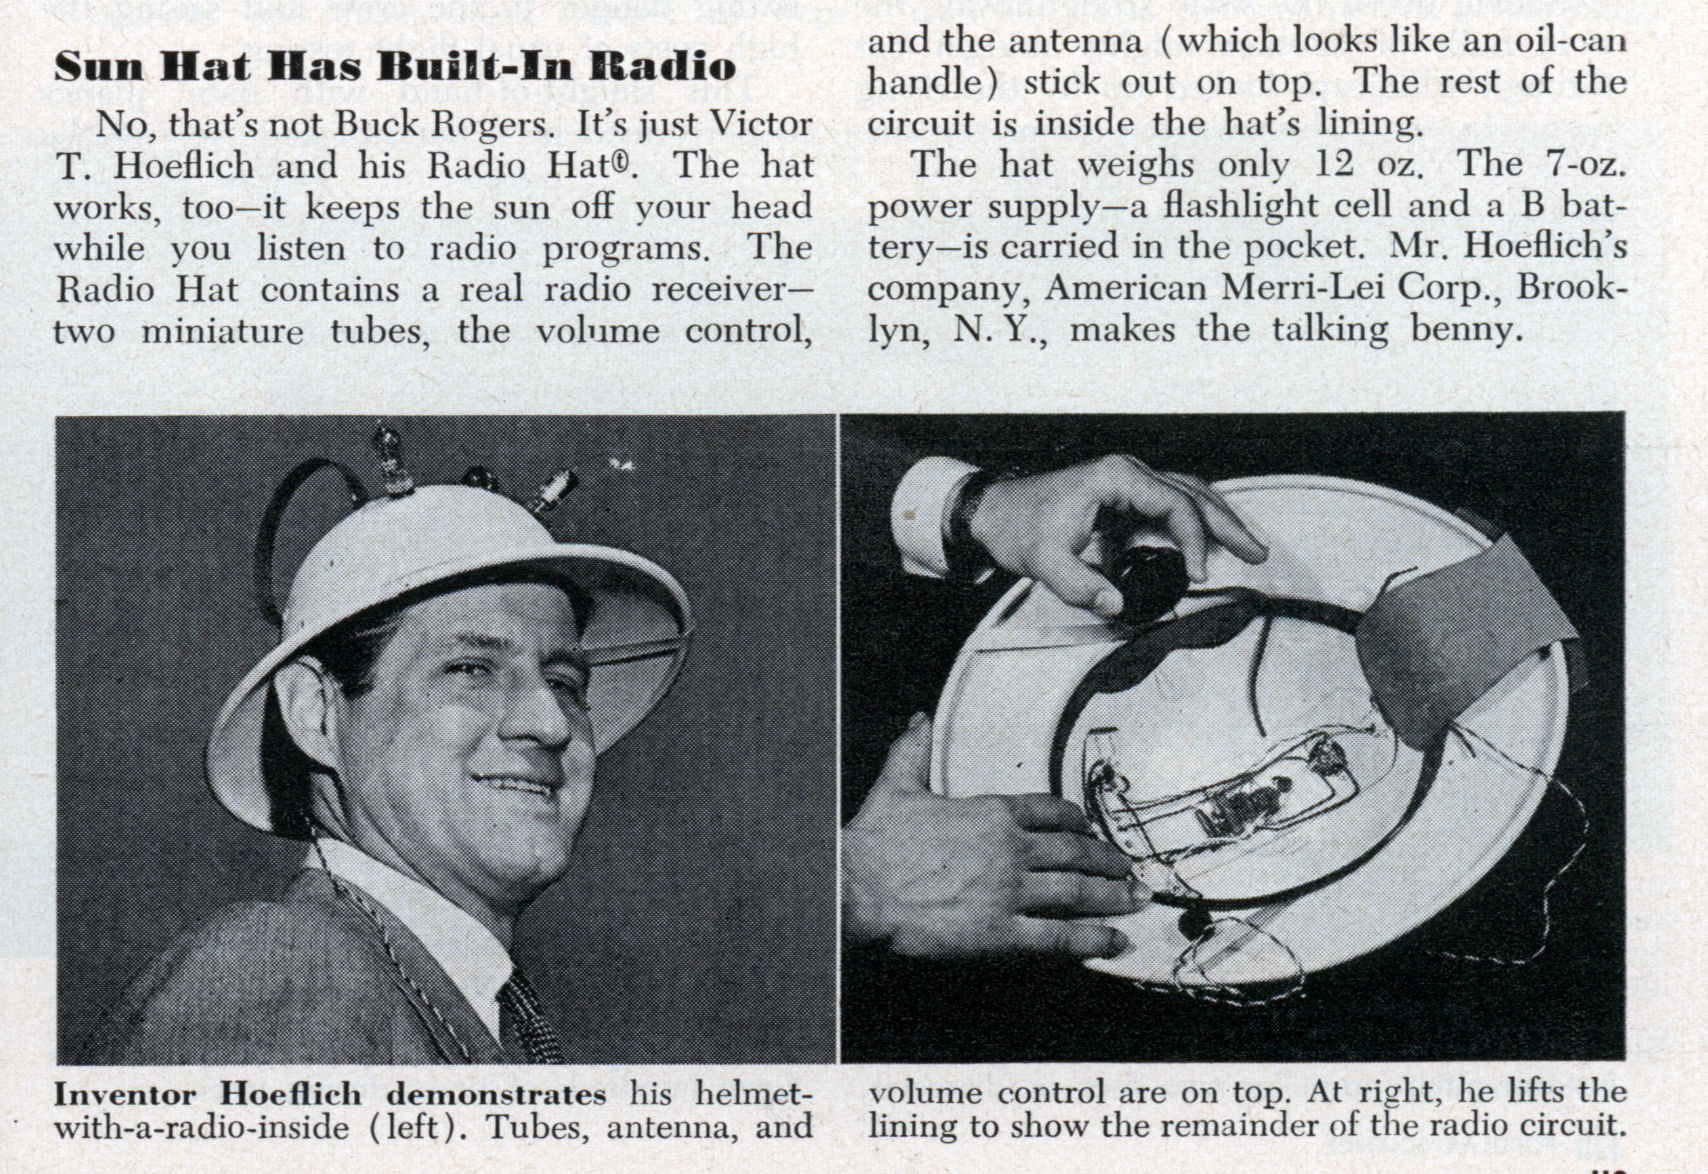 Sun Hat Has Built-In Radio
No, that's not Buck Rogers. It's just Victor
T. Hoeflich and his Radio Hat®. The hat
works, too—it keeps the sun off your head
while you listen to radio programs. The
Radio Hat contains a real radio receiver—
two miniature tubes, the volume control,
and the antenna (which looks like an oil-can
handle) stick out on top. The rest of the
circuit is inside the hat's lining.
The hat weighs only 12 oz. The 7-oz.
power supply—a flashlight cell and a B bat-
tery—is carried in the pocket. Mr. Hoeflich's
company, American Merri-Lei Corp., Brook-
lyn, N. Y., makes the talking benny.
Inventor Hoeflich demonstrates his helmet-
with-a-radio-inside (left). Tubes, antenna, and
volume control are on top. At right, he lifts the
lining to show the remainder of the radio circuit.